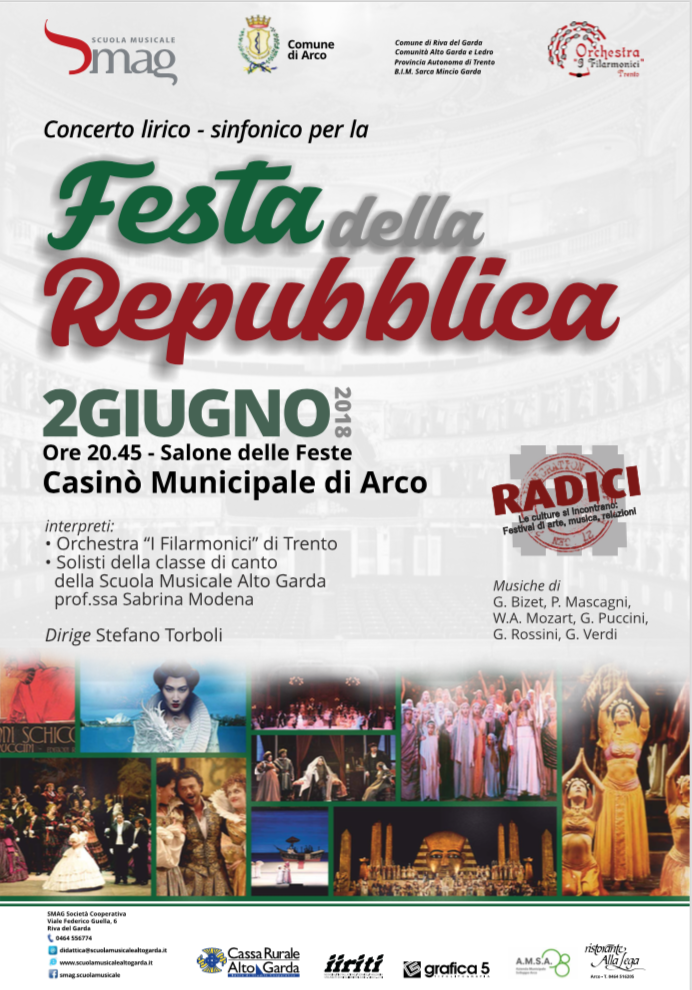 SCUOLA MUSICALE
Smag
Comune
di Arco
Comune di Riva del Garda
Comunità Alto Garda e Ledro
Provincia Autonoma di Trento
B.I.M. Sarca Mincio Garda
Orchestra
"I Filarmonici"
Trento
Concerto lirico - sinfonico per la
Festa della
Repubblica
2GIUGNO 2018
Ore 20.45 - Salone delle Feste
Casinò Municipale di Arco
RADICI
Le culture si incontrano:
Festival di arte, musica, relazioni
interpreti:
• Orchestra “I Filarmonici” di Trento
• Solisti della classe di canto
della Scuola Musicale Alto Garda
prof.ssa Sabrina Modena
Dirige Stefano Torboli
Musiche di
G. Bizet, P. Mascagni,
W.A. Mozart, G. Puccini,
G. Rossini, G. Verdi
SCHICC
PUCCINI
SMAG Società Cooperativa
Viale Federico Guella, 6
Riva del Garda
0464 556774
didattica@scuolamusicalealtogarda.it
www.scuolamusicalealtogarda.it
smag.scuolamusicale
Cassa Rurale
Alto Garda
iiriti
grafica 5
A.M.S.A.
ristorante
Alla Lega
Arco • T. 0464 516205